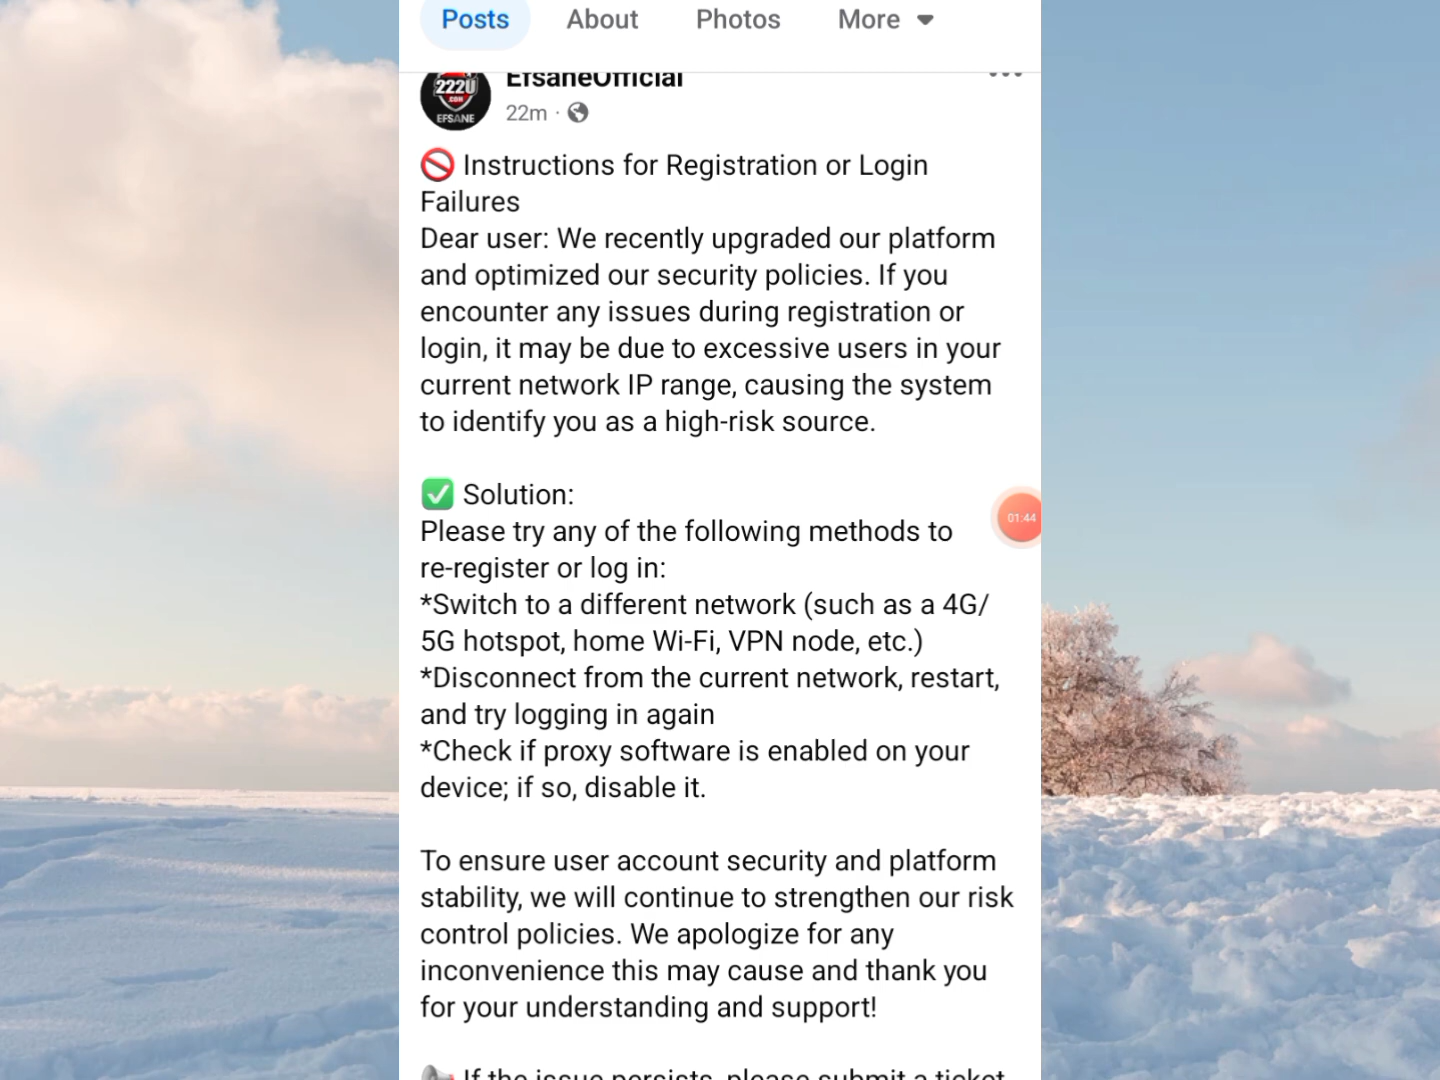 Posts About Photos More
222U
.COM
EFSANE
EfsaneOfficial
22m ·
Instructions for Registration or Login
Failures
Dear user: We recently upgraded our platform
and optimized our security policies. If you
encounter any issues during registration or
login, it may be due to excessive users in your
current network IP range, causing the system
to identify you as a high-risk source.
✅ Solution:
Please try any of the following methods to
01:44
re-register or log in:
*Switch to a different network (such as a 4G/
5G hotspot, home Wi-Fi, VPN node, etc.)
*Disconnect from the current network, restart,
and try logging in again
*Check if proxy software is enabled on your
device; if so, disable it.
To ensure user account security and platform
stability, we will continue to strengthen our risk
control policies. We apologize for any
inconvenience this may cause and thank you
for your understanding and support!
If the issue persists, please submit a ticket